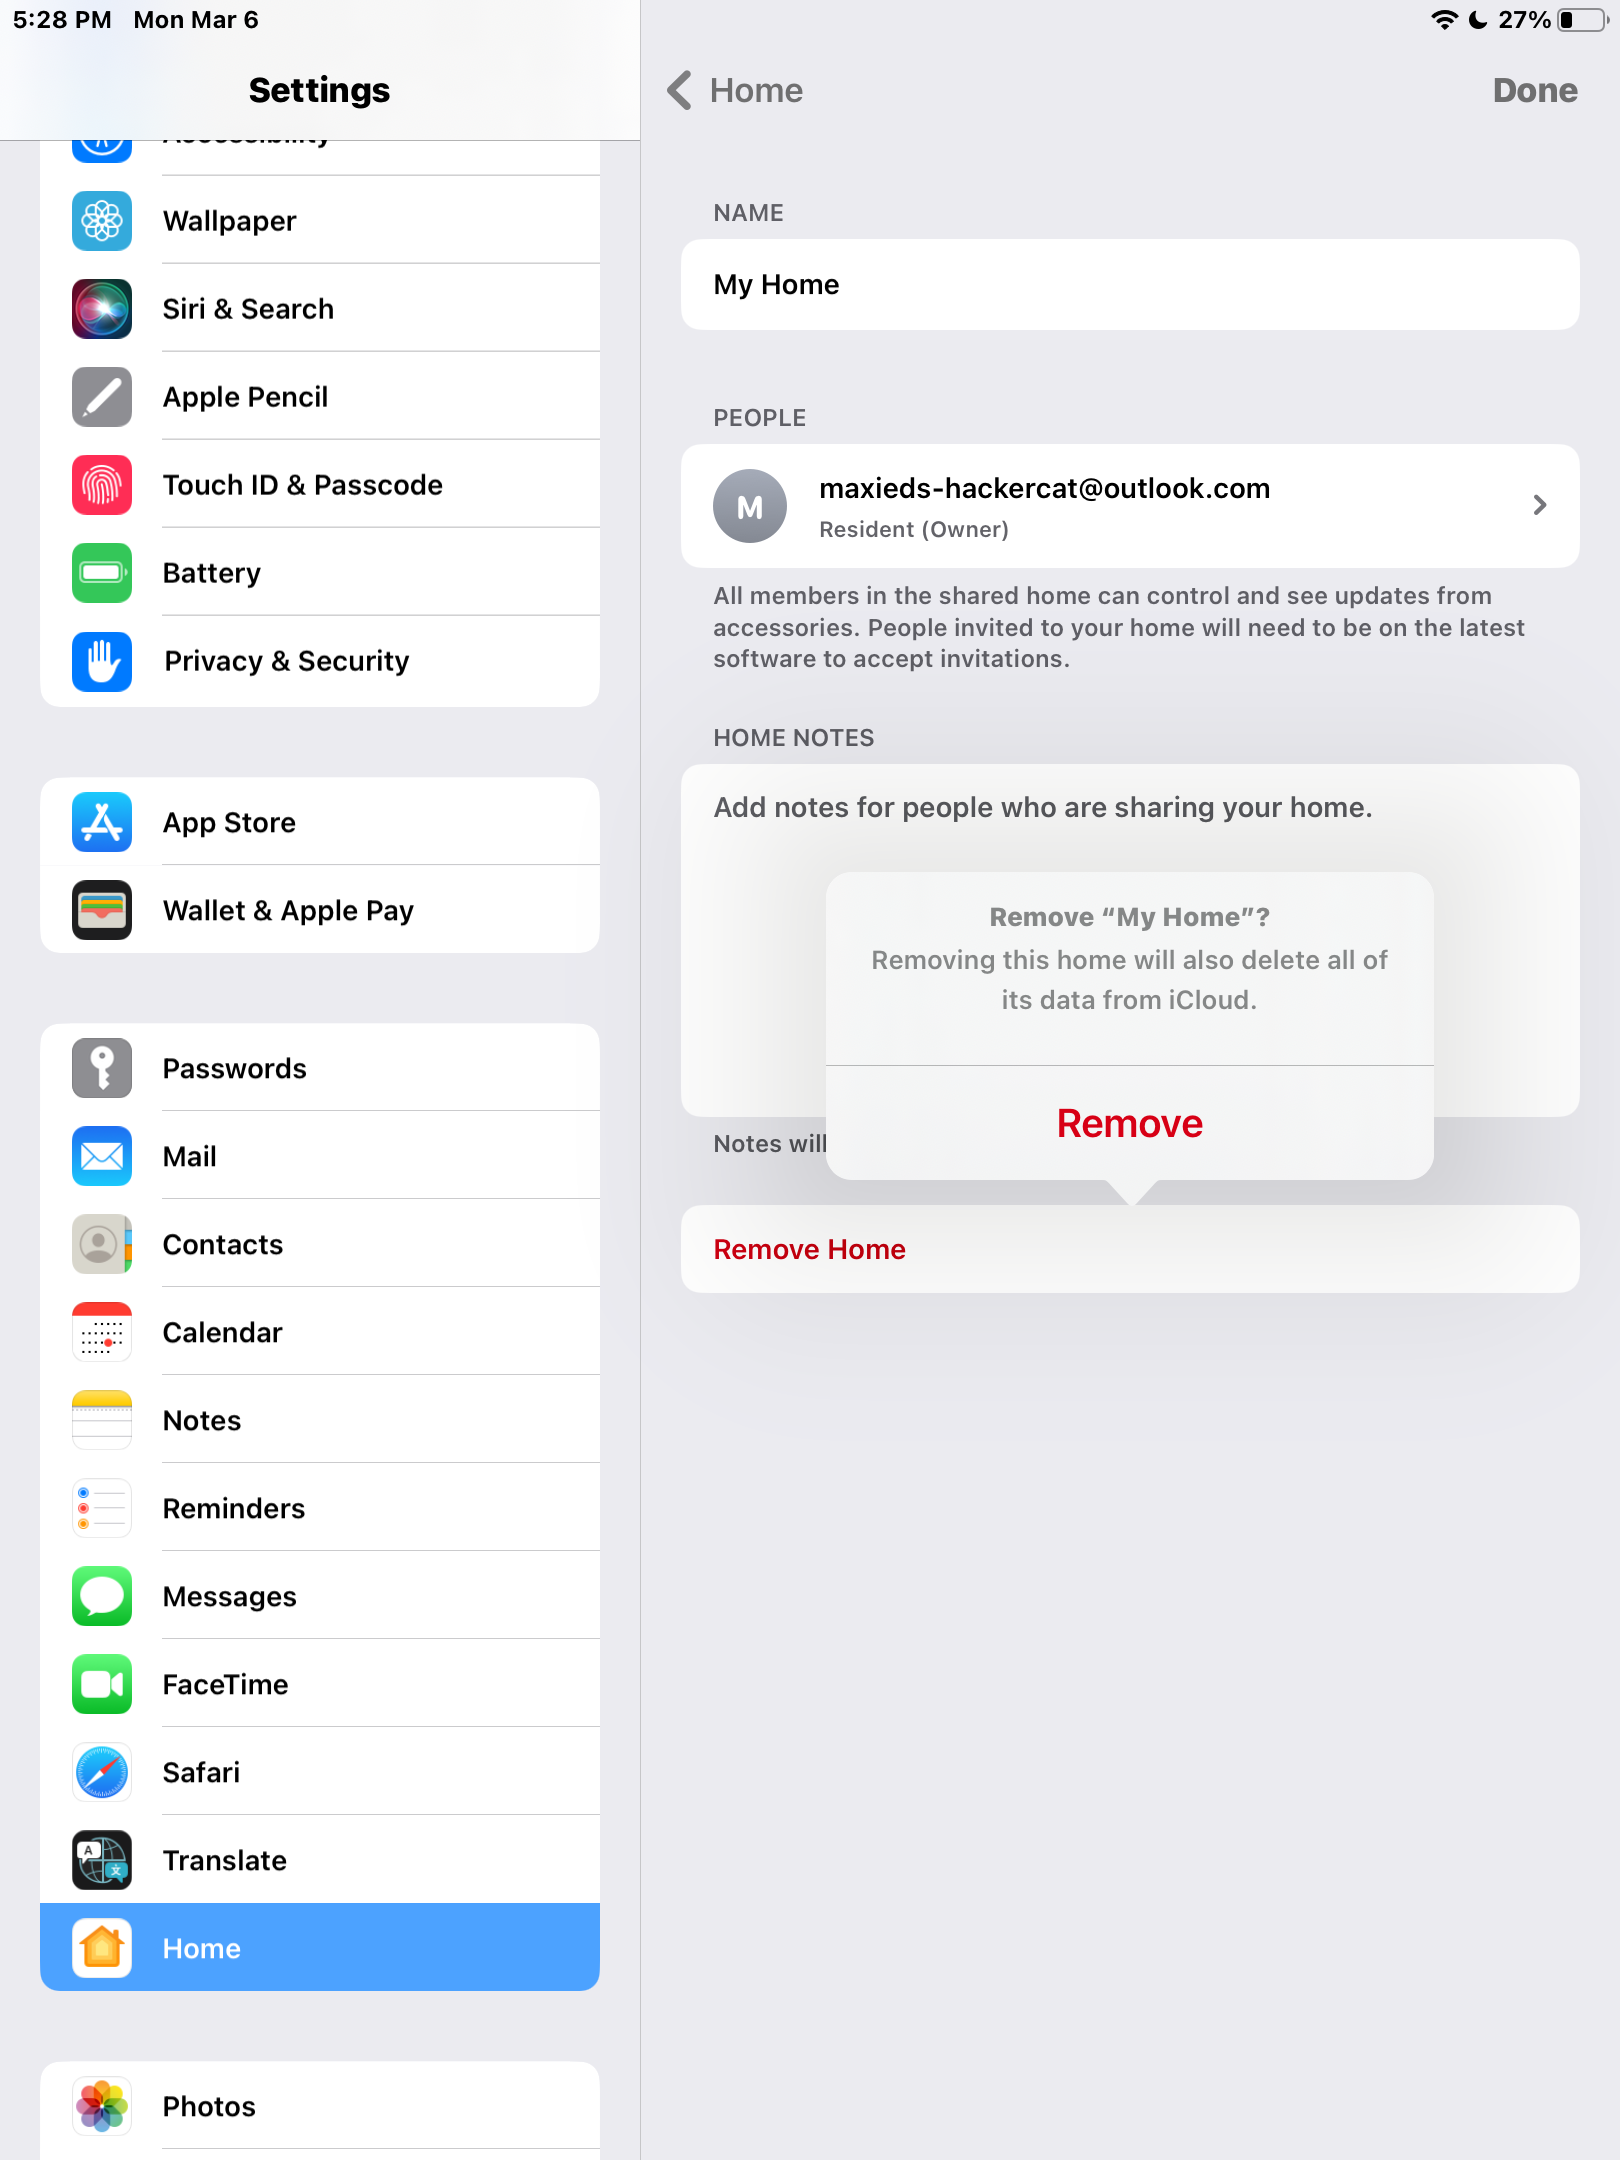 5:28 PM Mon Mar 6
27%
Settings
Accessibility
Wallpaper
Siri & Search
Apple Pencil
Touch ID & Passcode
Battery
Privacy & Security
App Store
Wallet & Apple Pay
Passwords
Mail
Contacts
Calendar
Notes
Reminders
Messages
FaceTime
Safari
Translate
Home
Photos
Home
Done
NAME
My Home
PEOPLE
M
maxieds-hackercat@outlook.com
Resident (Owner)
All members in the shared home can control and see updates from
accessories. People invited to your home will need to be on the latest
software to accept invitations.
HOME NOTES
Add notes for people who are sharing your home.
Remove “My Home”?
Removing this home will also delete all of
its data from iCloud.
Remove
Notes will
Remove Home